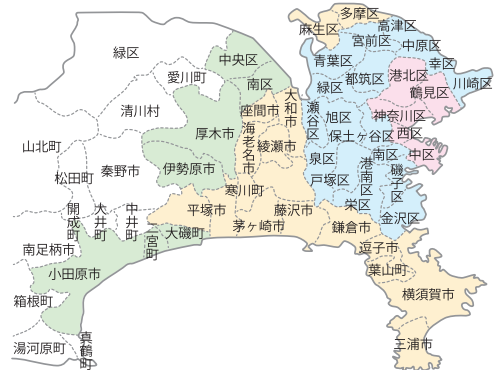 多摩区
麻生区
高津区
宮前区
中原区
緑区
中央区
青葉区
幸区
愛川町
南区
緑区
都筑区
港北区
川崎区
鶴見区
清川村
座間市
大和市
瀬谷区
旭区
神奈川区
厚木市
海老名市
保土ヶ谷区
西区
山北町
綾瀬市
泉区
南区
中区
伊勢原市
港南区
磯子区
松田町
秦野市
戸塚区
寒川町
栄区
開成町
大井町
中井町
平塚市
藤沢市
金沢区
茅ヶ崎市
鎌倉市
二宮町
大磯町
南足柄市
逗子市
小田原市
葉山町
箱根町
横須賀市
真鶴町
湯河原町
三浦市